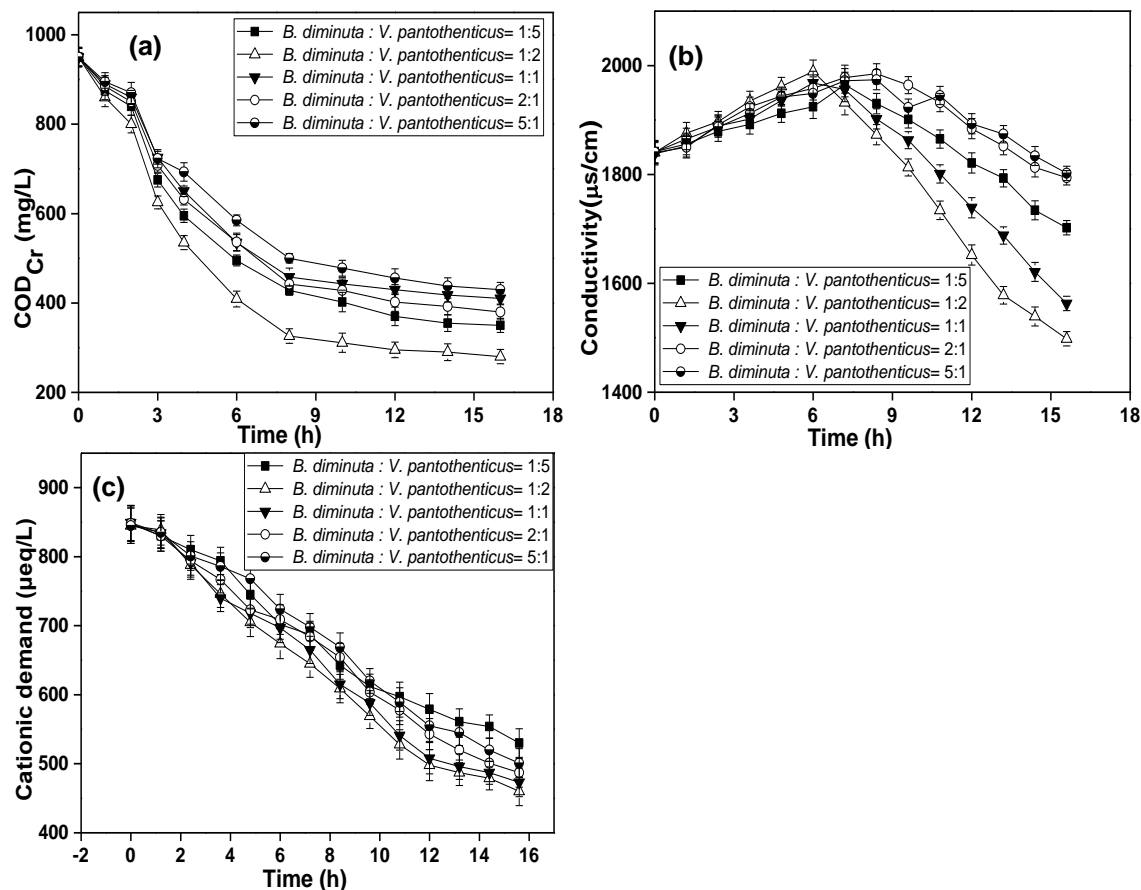 (a)
B. diminuta : V. pantothenticus= 1:5
B. diminuta : V. pantothenticus= 1:2
B. diminuta : V. pantothenticus= 1:1
B. diminuta : V. pantothenticus= 2:1
B. diminuta : V. pantothenticus= 5:1
1000
800
600
400
200
COD_Cr (mg/L)
0 3 6 9 12 15 18
Time (h)
(b)
2000
1800
1600
1400
Conductivity(μs/cm)
B. diminuta : V. pantothenticus= 1:5
B. diminuta : V. pantothenticus= 1:2
B. diminuta : V. pantothenticus= 1:1
B. diminuta : V. pantothenticus= 2:1
B. diminuta : V. pantothenticus= 5:1
0 3 6 9 12 15 18
Time (h)
(c)
B. diminuta : V. pantothenticus= 1:5
B. diminuta : V. pantothenticus= 1:2
B. diminuta : V. pantothenticus= 1:1
B. diminuta : V. pantothenticus= 2:1
B. diminuta : V. pantothenticus= 5:1
900
800
700
600
500
400
Cationic demand (μeq/L)
-2 0 2 4 6 8 10 12 14 16
Time (h)